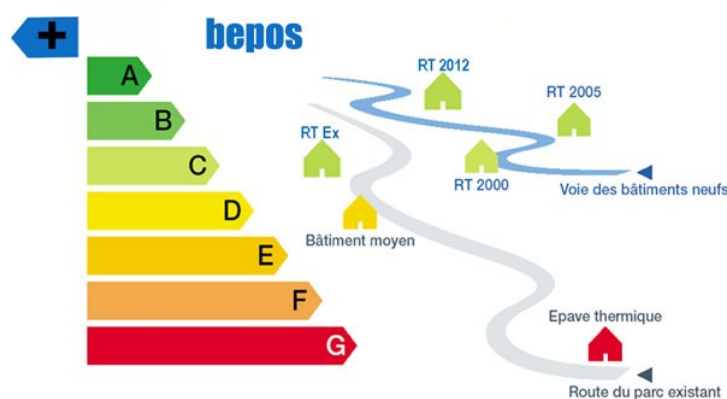 +
bepos
A
B
C
D
E
F
G
RT 2012
RT 2005
RT Ex
RT 2000
Voie des bâtiments neufs
Bâtiment moyen
Epave thermique
Route du parc existant